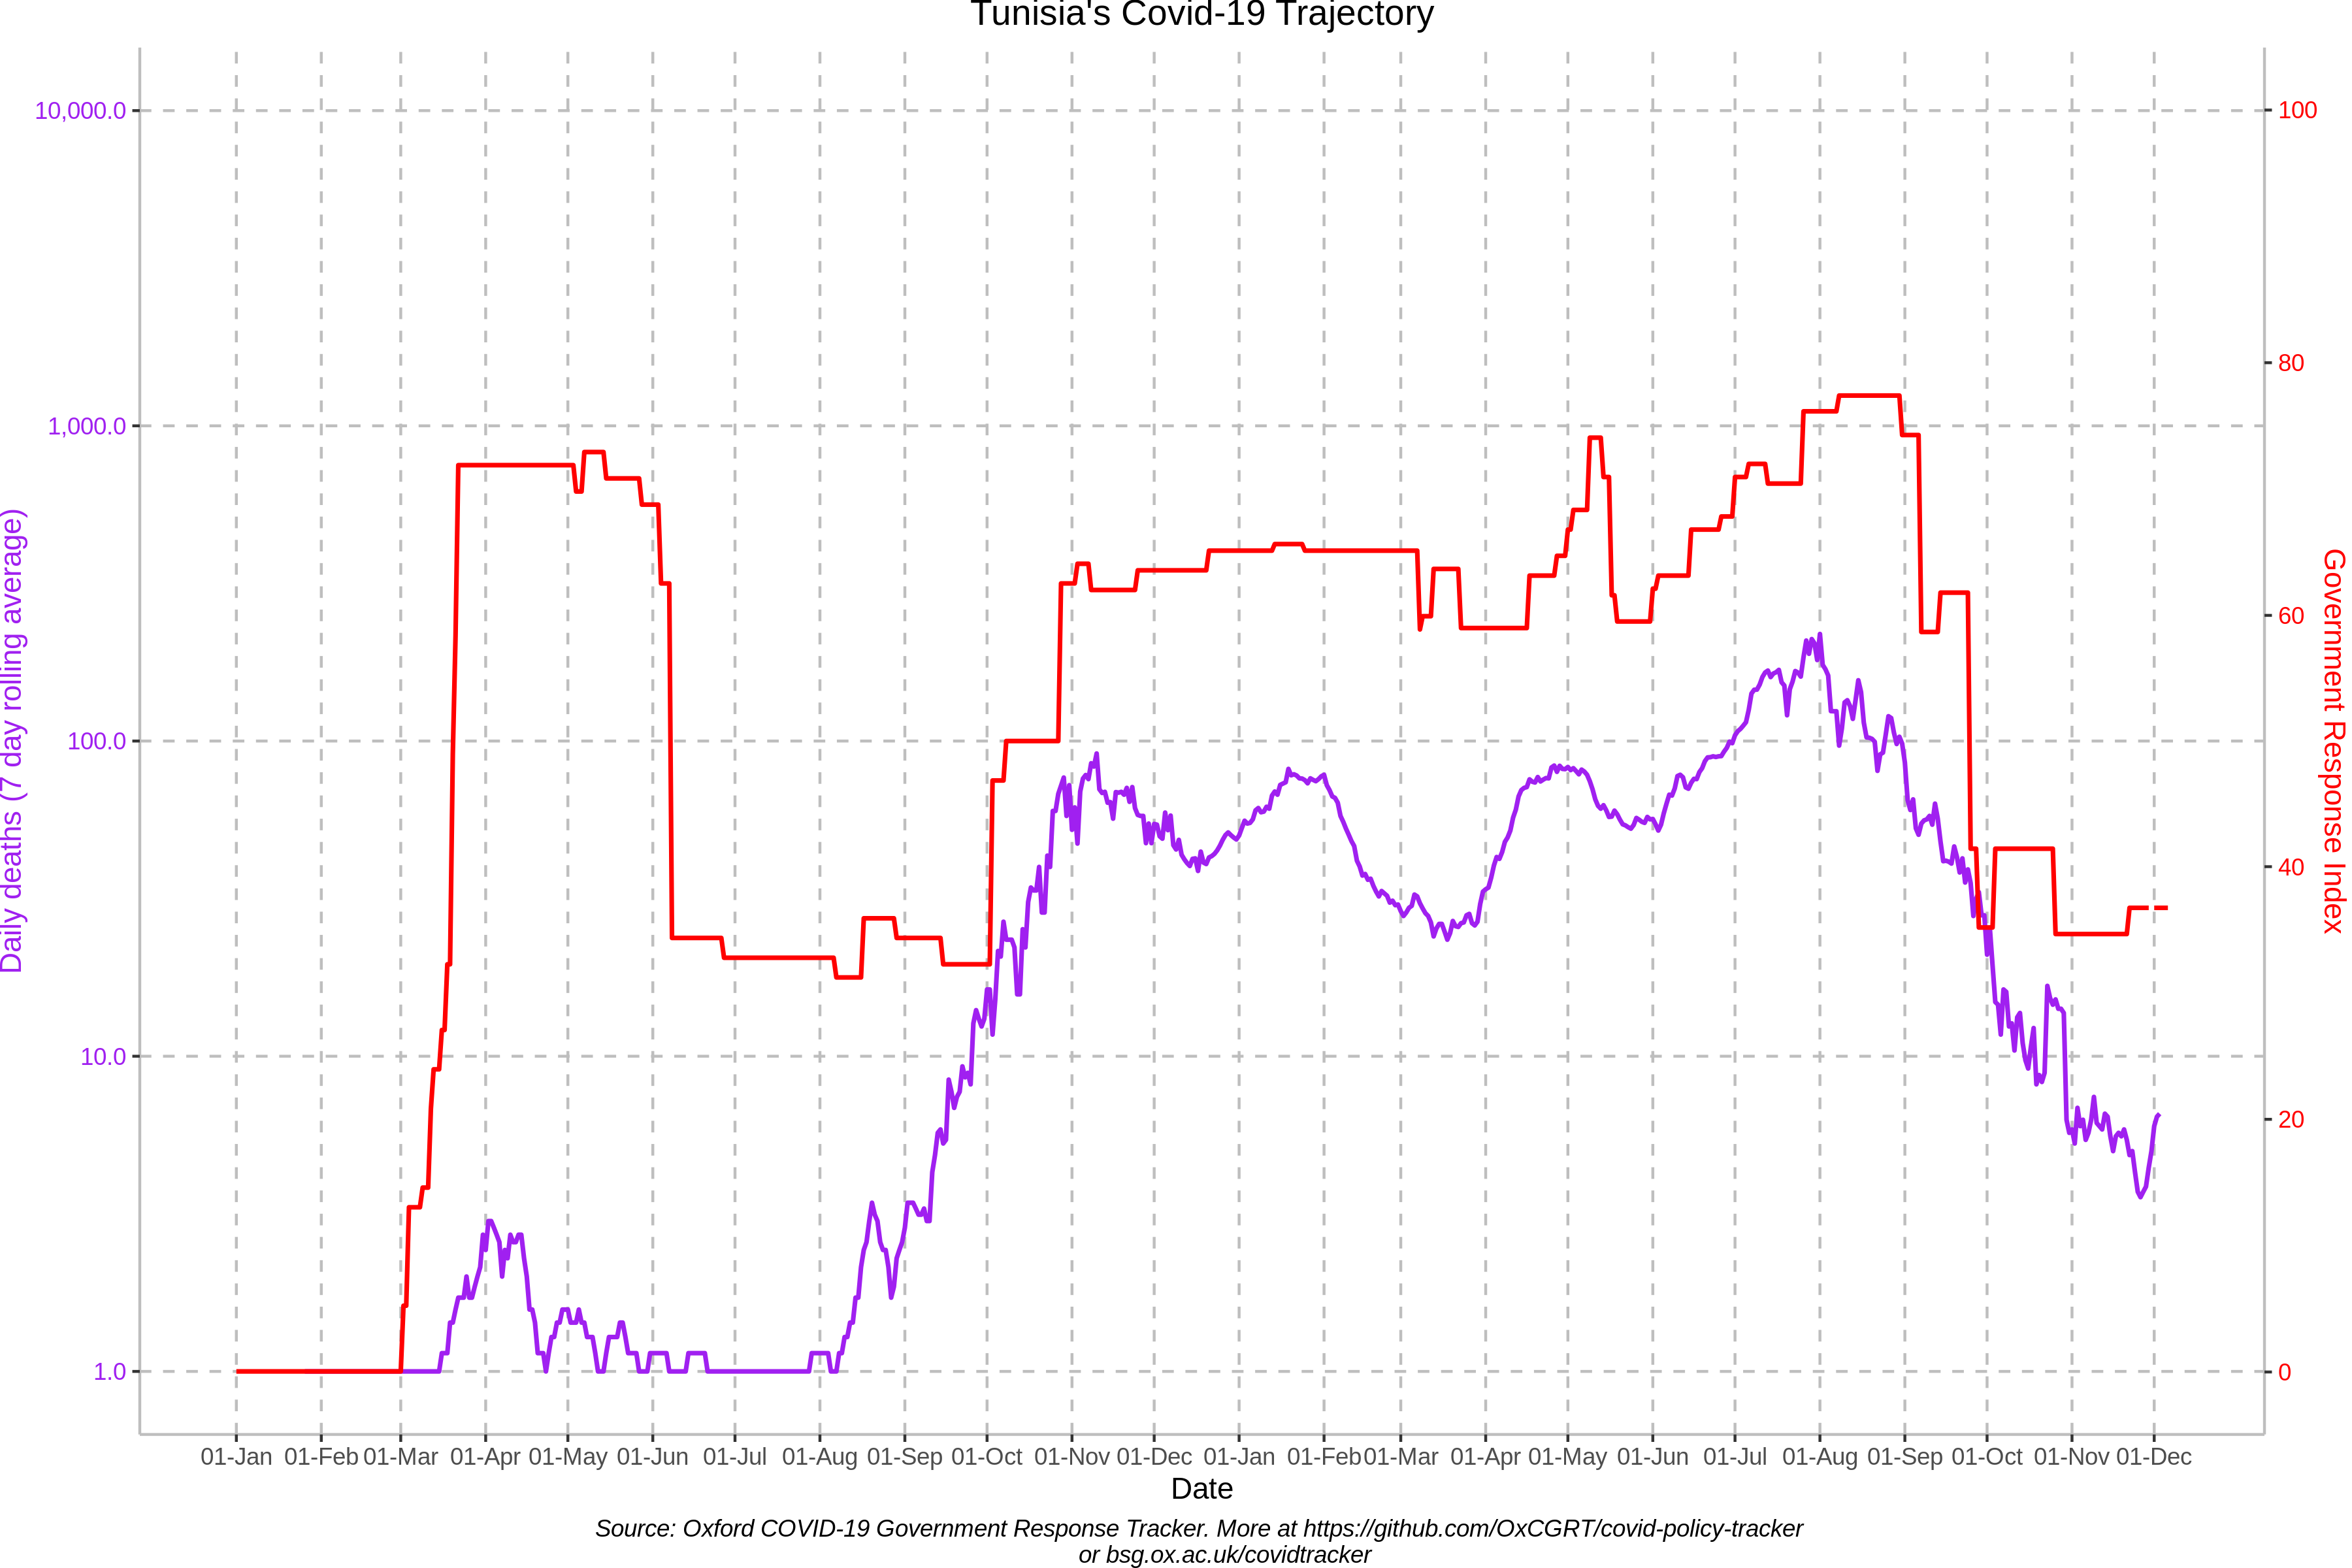 Tunisia's Covid-19 Trajectory
10,000.0
1,000.0
100.0
10.0
1.0
Daily deaths (7 day rolling average)
100
80
60
40
20
0
Government Response Index
01-Jan 01-Feb 01-Mar 01-Apr 01-May 01-Jun 01-Jul 01-Aug 01-Sep 01-Oct 01-Nov 01-Dec 01-Jan 01-Feb 01-Mar 01-Apr 01-May 01-Jun 01-Jul 01-Aug 01-Sep 01-Oct 01-Nov 01-Dec
Date
Source: Oxford COVID-19 Government Response Tracker. More at https://github.com/OxCGRT/covid-policy-tracker
or bsg.ox.ac.uk/covidtracker